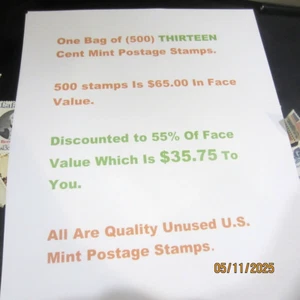 One Bag of (500) THIRTEEN
Cent Mint Postage Stamps.
500 stamps Is $65.00 In Face
Value.
Discounted to 55% Of Face
Value Which Is $35.75 To
You.
All Are Quality Unused U.S.
Mint Postage Stamps.
05/11/2025